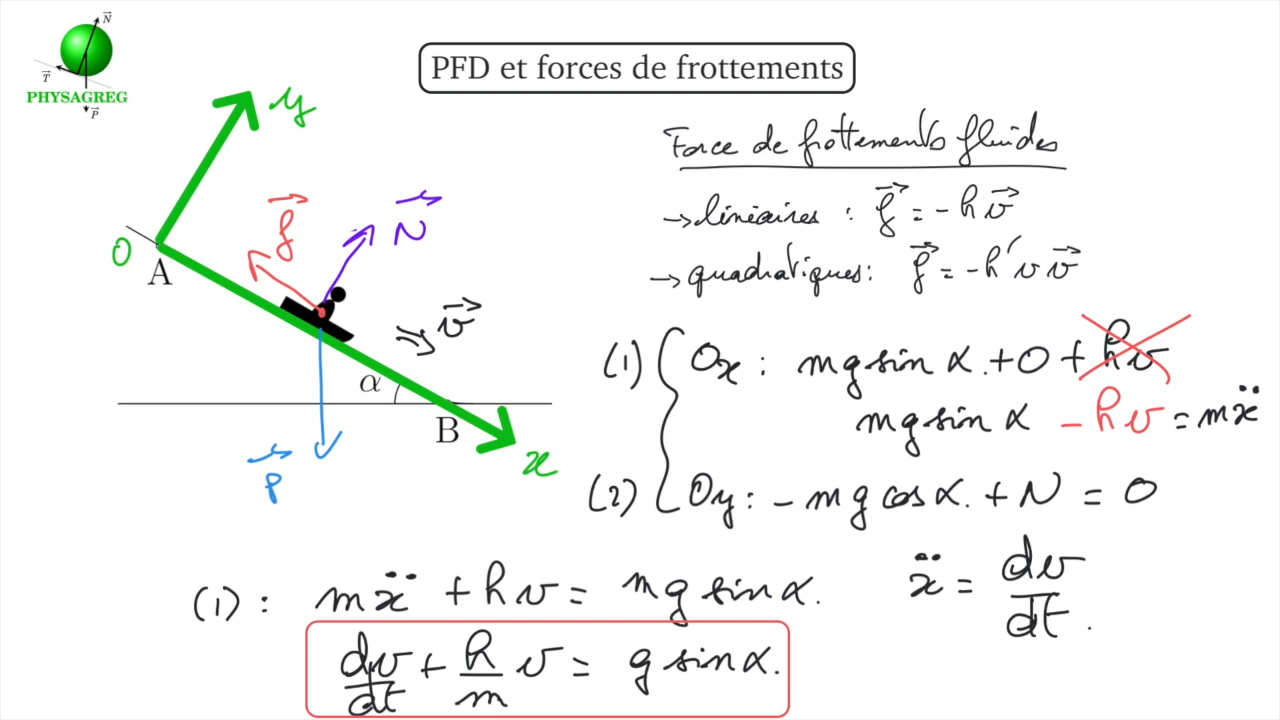 N⃗
T⃗
PHYSAGREG
P⃗
PFD et forces de frottements
Force de frottements fluides
→ linéaires : f⃗ = - h v⃗
→ quadratiques : f⃗ = - h' v v⃗
y
f⃗
N⃗
O
A
v⃗
α
B
x
P⃗
(1) Ox : mg sin α + 0 + hv
mg sin α - hv = mẍ
(2) Oy : - mg cos α. + N = 0
(1) : mẍ + hv = mg sin α.
ẍ = dv/dt.
dv/dt + h/m v = g sin α.